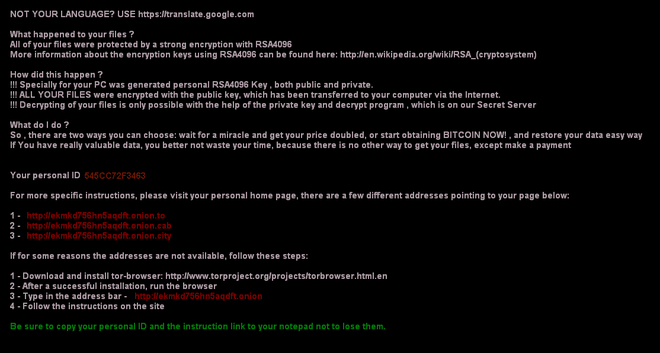 NOT YOUR LANGUAGE? USE https://translate.google.com
What happened to your files ?
All of your files were protected by a strong encryption with RSA4096
More information about the encryption keys using RSA4096 can be found here: http://en.wikipedia.org/wiki/RSA_(cryptosystem)
How did this happen ?
!!! Specially for your PC was generated personal RSA4096 Key , both public and private.
!!! ALL YOUR FILES were encrypted with the public key, which has been transferred to your computer via the Internet.
!!! Decrypting of your files is only possible with the help of the private key and decrypt program , which is on our Secret Server
What do I do ?
So , there are two ways you can choose: wait for a miracle and get your price doubled, or start obtaining BITCOIN NOW! , and restore your data easy way
If You have really valuable data, you better not waste your time, because there is no other way to get your files, except make a payment
Your personal ID 545CC72F3463
For more specific instructions, please visit your personal home page, there are a few different addresses pointing to your page below:
1 - http://ekmkd756hn5aqdft.onion.to
2 - http://ekmkd756hn5aqdft.onion.cab
3 - http://ekmkd756hn5aqdft.onion.city
If for some reasons the addresses are not available, follow these steps:
1 - Download and install tor-browser: http://www.torproject.org/projects/torbrowser.html.en
2 - After a successful installation, run the browser
3 - Type in the address bar - http://ekmkd756hn5aqdft.onion
4 - Follow the instructions on the site
Be sure to copy your personal ID and the instruction link to your notepad not to lose them.